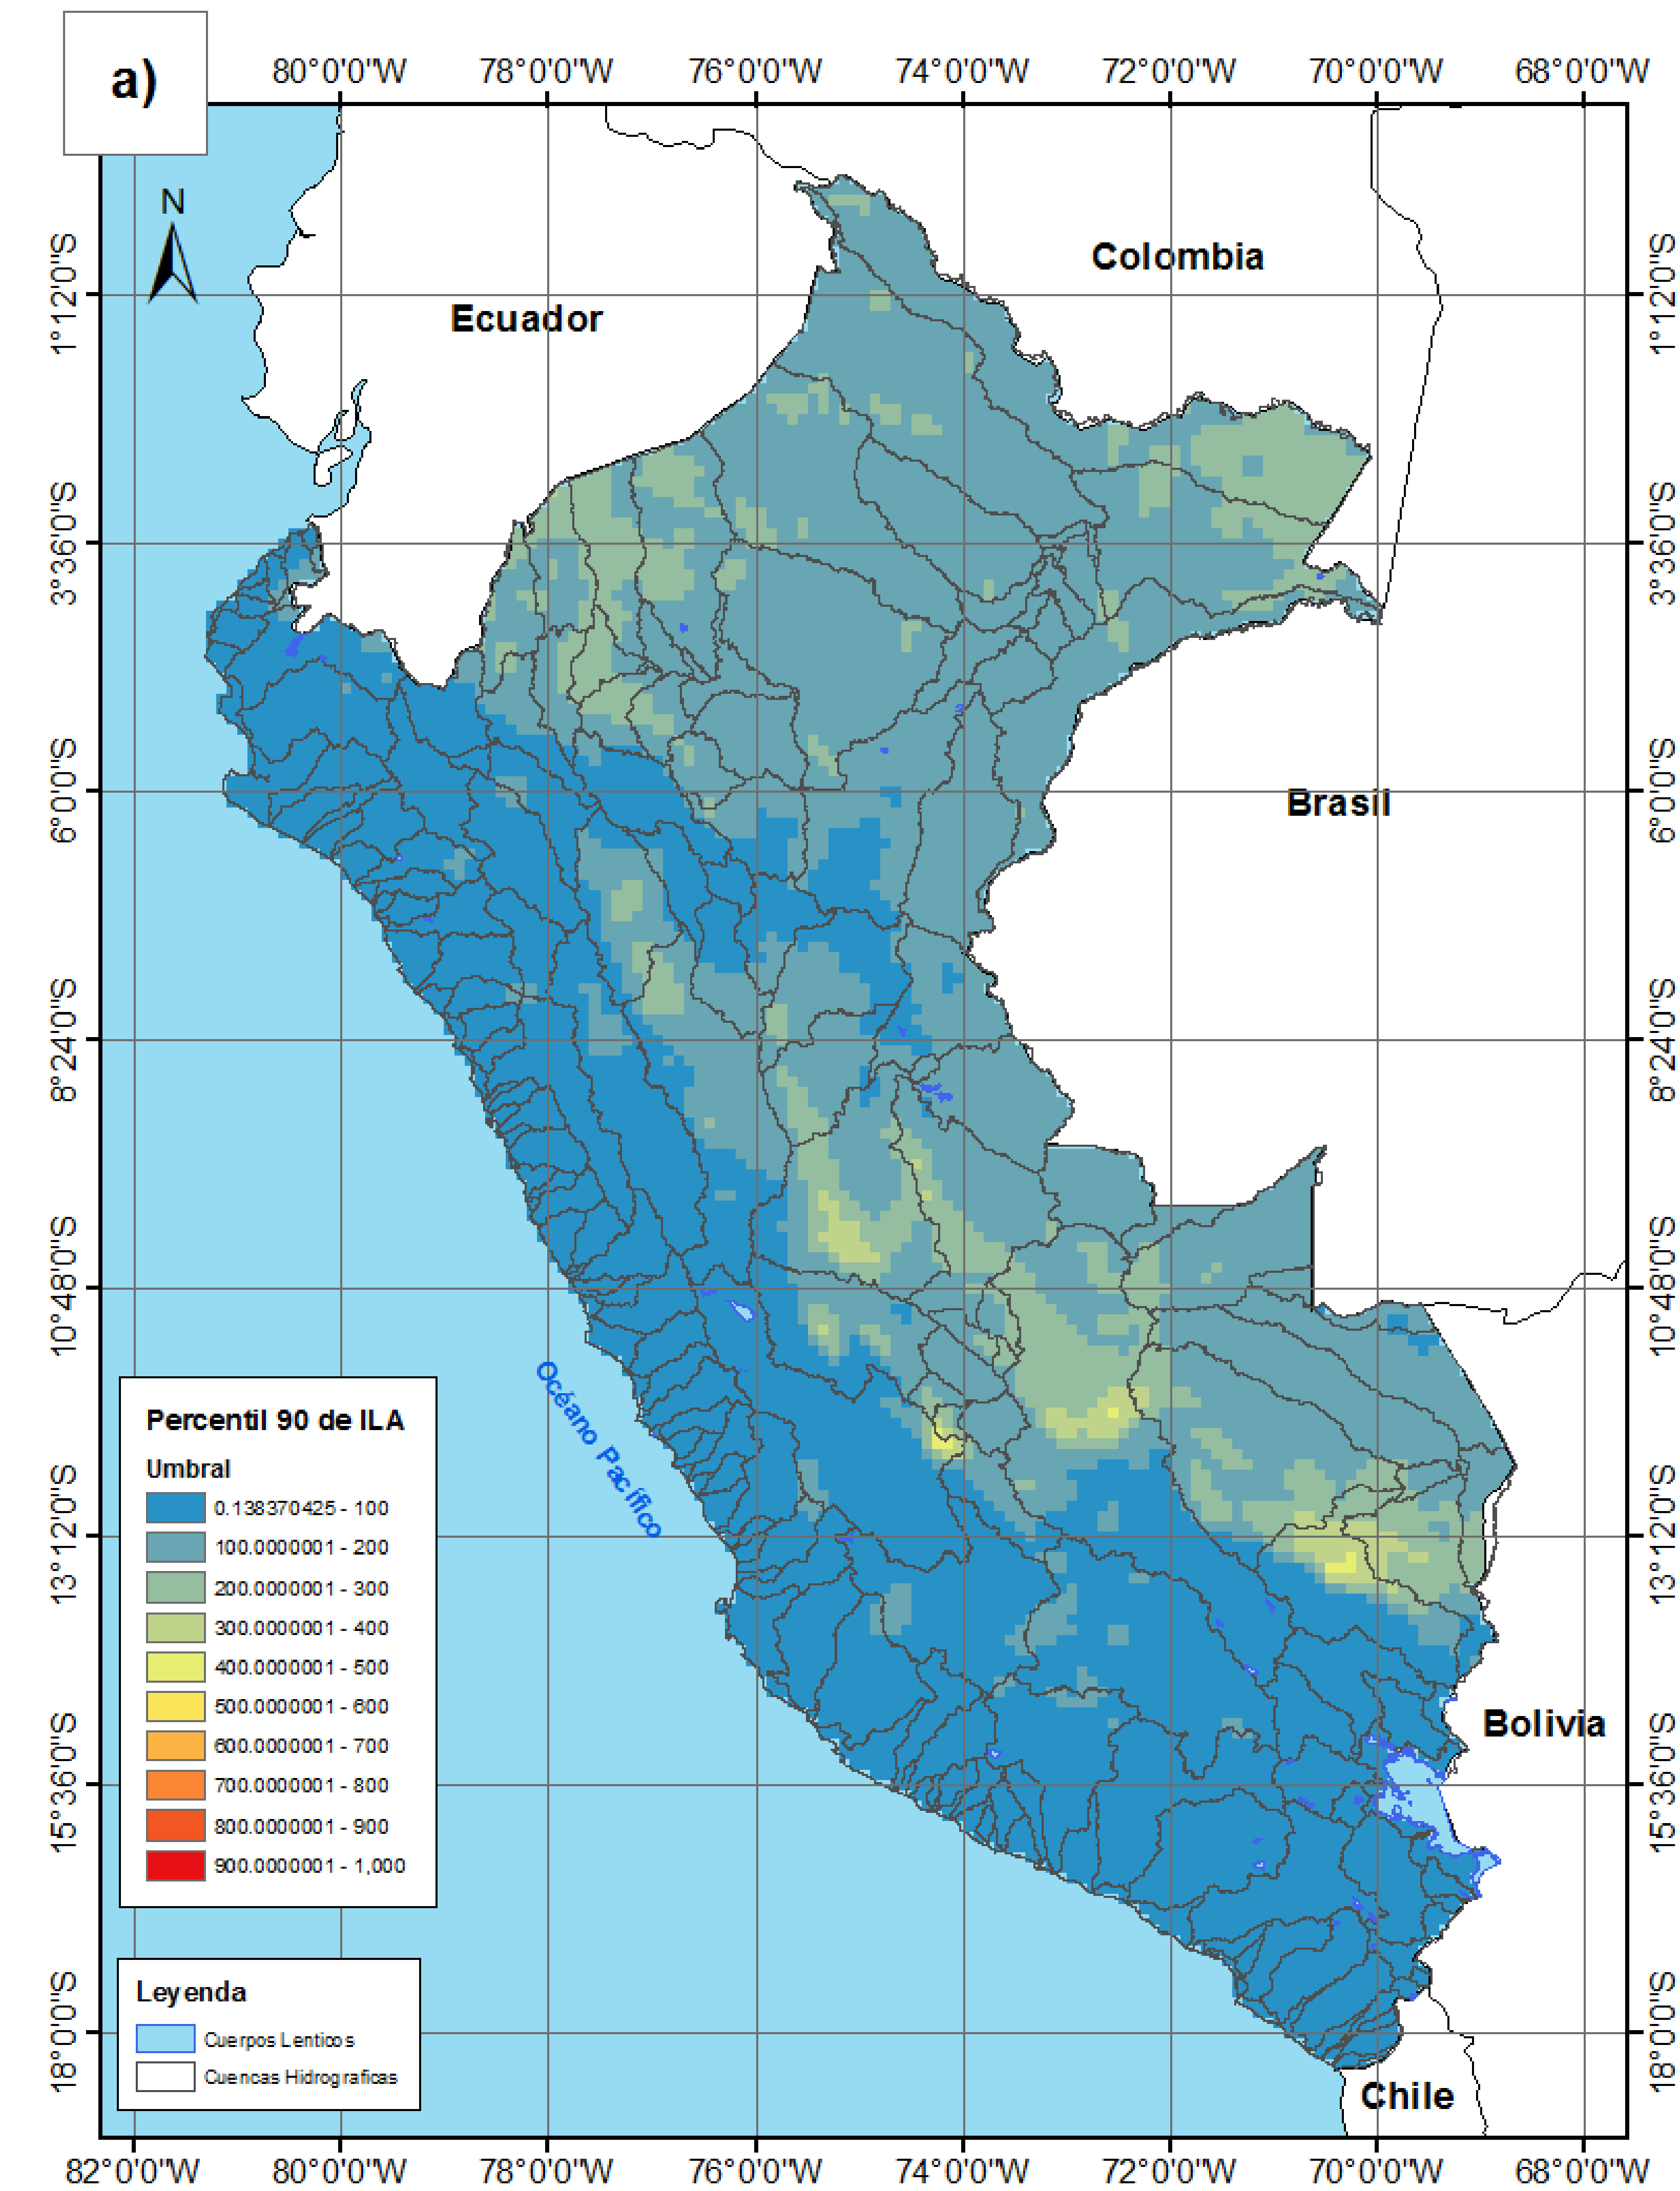 a)
80°0'0"W 78°0'0"W 76°0'0"W 74°0'0"W 72°0'0"W 70°0'0"W 68°0'0"W
N
1°12'0"S
3°36'0"S
6°0'0"S
8°24'0"S
10°48'0"S
13°12'0"S
15°36'0"S
18°0'0"S
Colombia
Ecuador
Brasil
Océano Pacífico
Bolivia
Chile
Percentil 90 de ILA
Umbral
0.138370425 - 100
100.0000001 - 200
200.0000001 - 300
300.0000001 - 400
400.0000001 - 500
500.0000001 - 600
600.0000001 - 700
700.0000001 - 800
800.0000001 - 900
900.0000001 - 1,000
Leyenda
Cuerpos Lenticos
Cuencas Hidrograficas
1°12'0"S
3°36'0"S
6°0'0"S
8°24'0"S
10°48'0"S
13°12'0"S
15°36'0"S
18°0'0"S
82°0'0"W 80°0'0"W 78°0'0"W 76°0'0"W 74°0'0"W 72°0'0"W 70°0'0"W 68°0'0"W